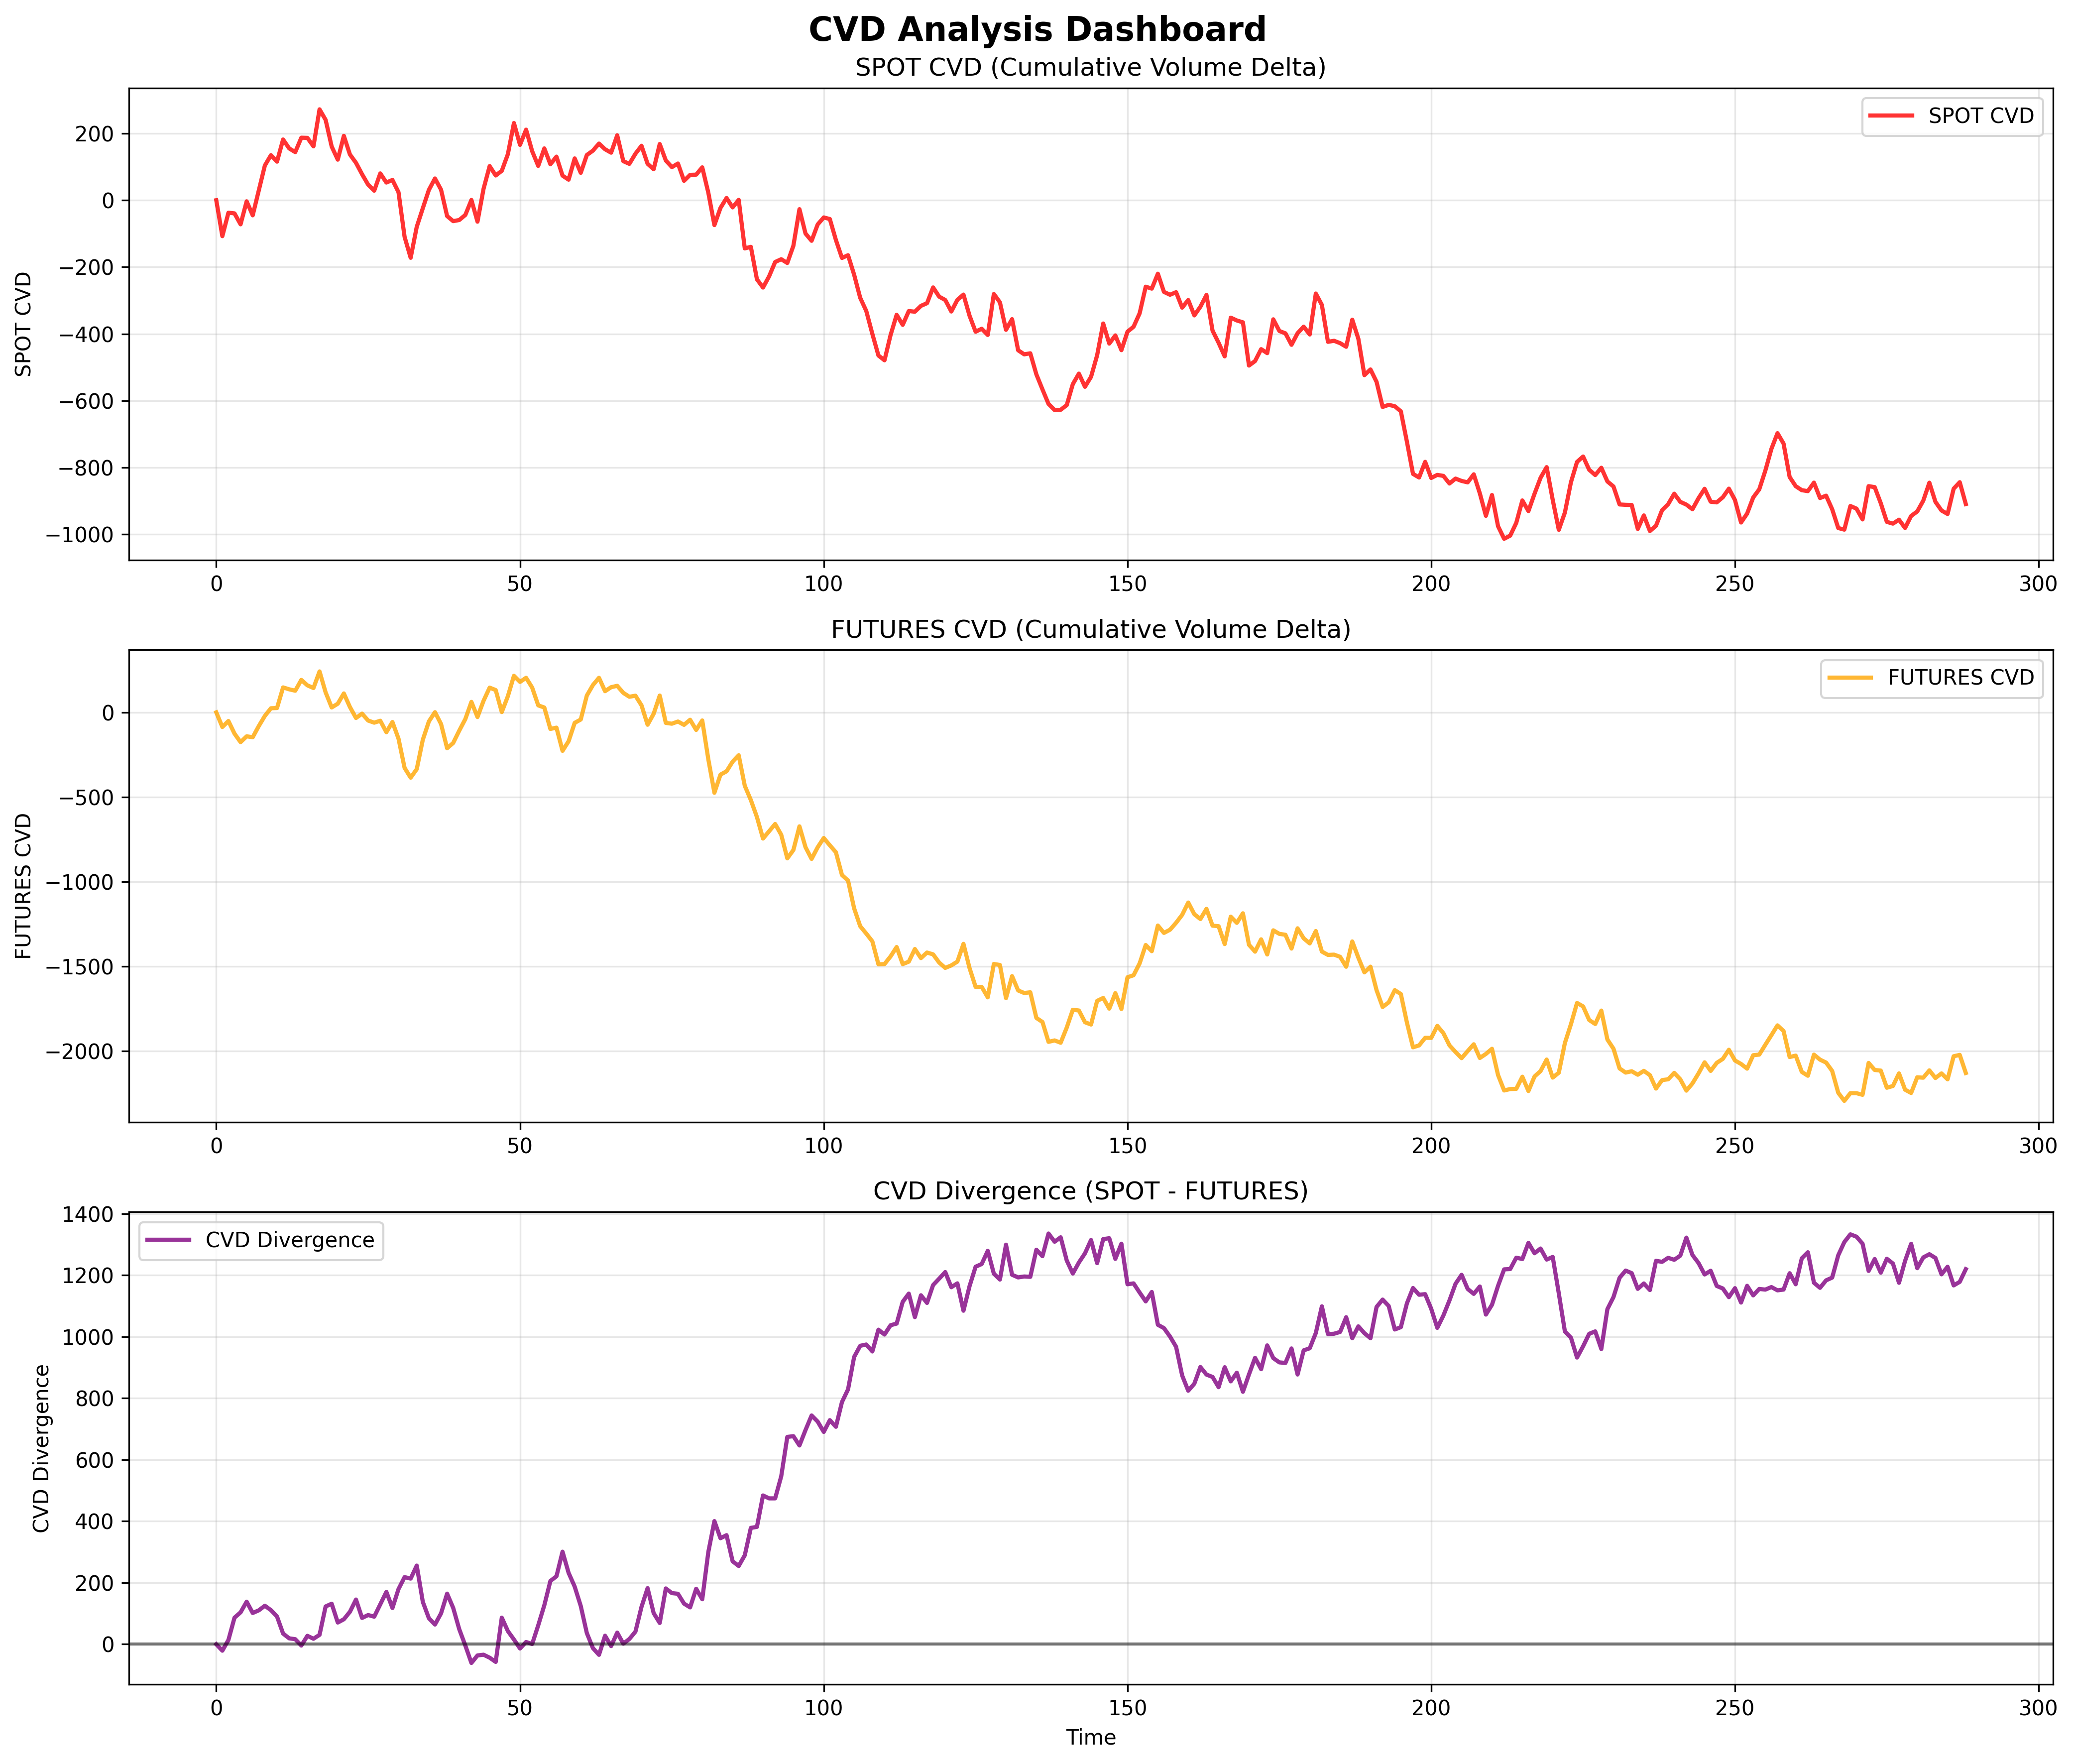 CVD Analysis Dashboard
SPOT CVD (Cumulative Volume Delta)
SPOT CVD
SPOT CVD
200
0
−200
−400
−600
−800
−1000
0 50 100 150 200 250 300
FUTURES CVD (Cumulative Volume Delta)
FUTURES CVD
FUTURES CVD
0
−500
−1000
−1500
−2000
0 50 100 150 200 250 300
CVD Divergence (SPOT - FUTURES)
CVD Divergence
CVD Divergence
1400
1200
1000
800
600
400
200
0
0 50 100 150 200 250 300
Time